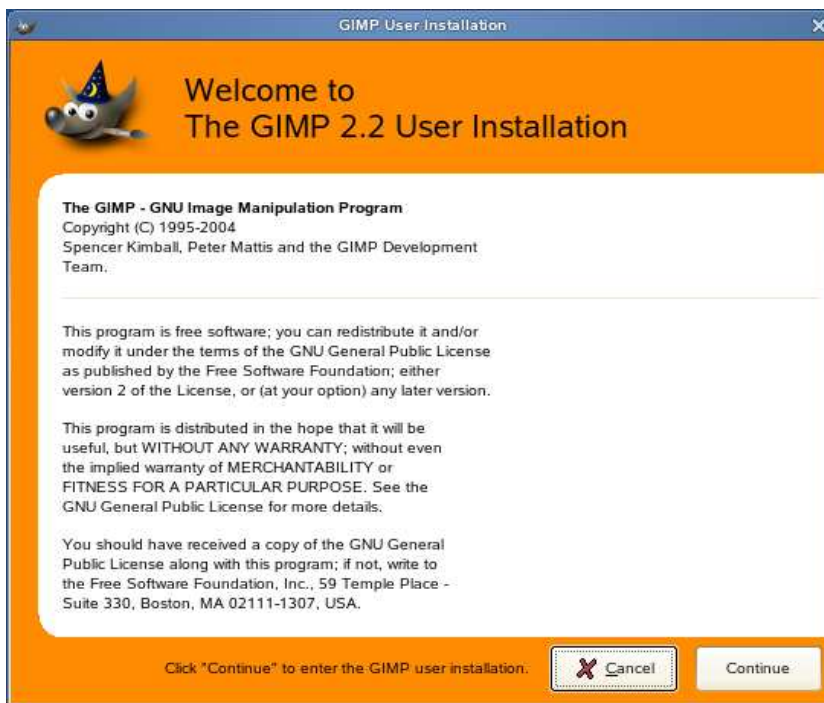 GIMP User Installation
Welcome to
The GIMP 2.2 User Installation
The GIMP - GNU Image Manipulation Program
Copyright (C) 1995-2004
Spencer Kimball, Peter Mattis and the GIMP Development
Team.
This program is free software; you can redistribute it and/or
modify it under the terms of the GNU General Public License
as published by the Free Software Foundation; either
version 2 of the License, or (at your option) any later version.
This program is distributed in the hope that it will be
useful, but WITHOUT ANY WARRANTY; without even
the implied warranty of MERCHANTABILITY or
FITNESS FOR A PARTICULAR PURPOSE. See the
GNU General Public License for more details.
You should have received a copy of the GNU General
Public License along with this program; if not, write to
the Free Software Foundation, Inc., 59 Temple Place -
Suite 330, Boston, MA 02111-1307, USA.
Click "Continue" to enter the GIMP user installation.
Cancel
Continue